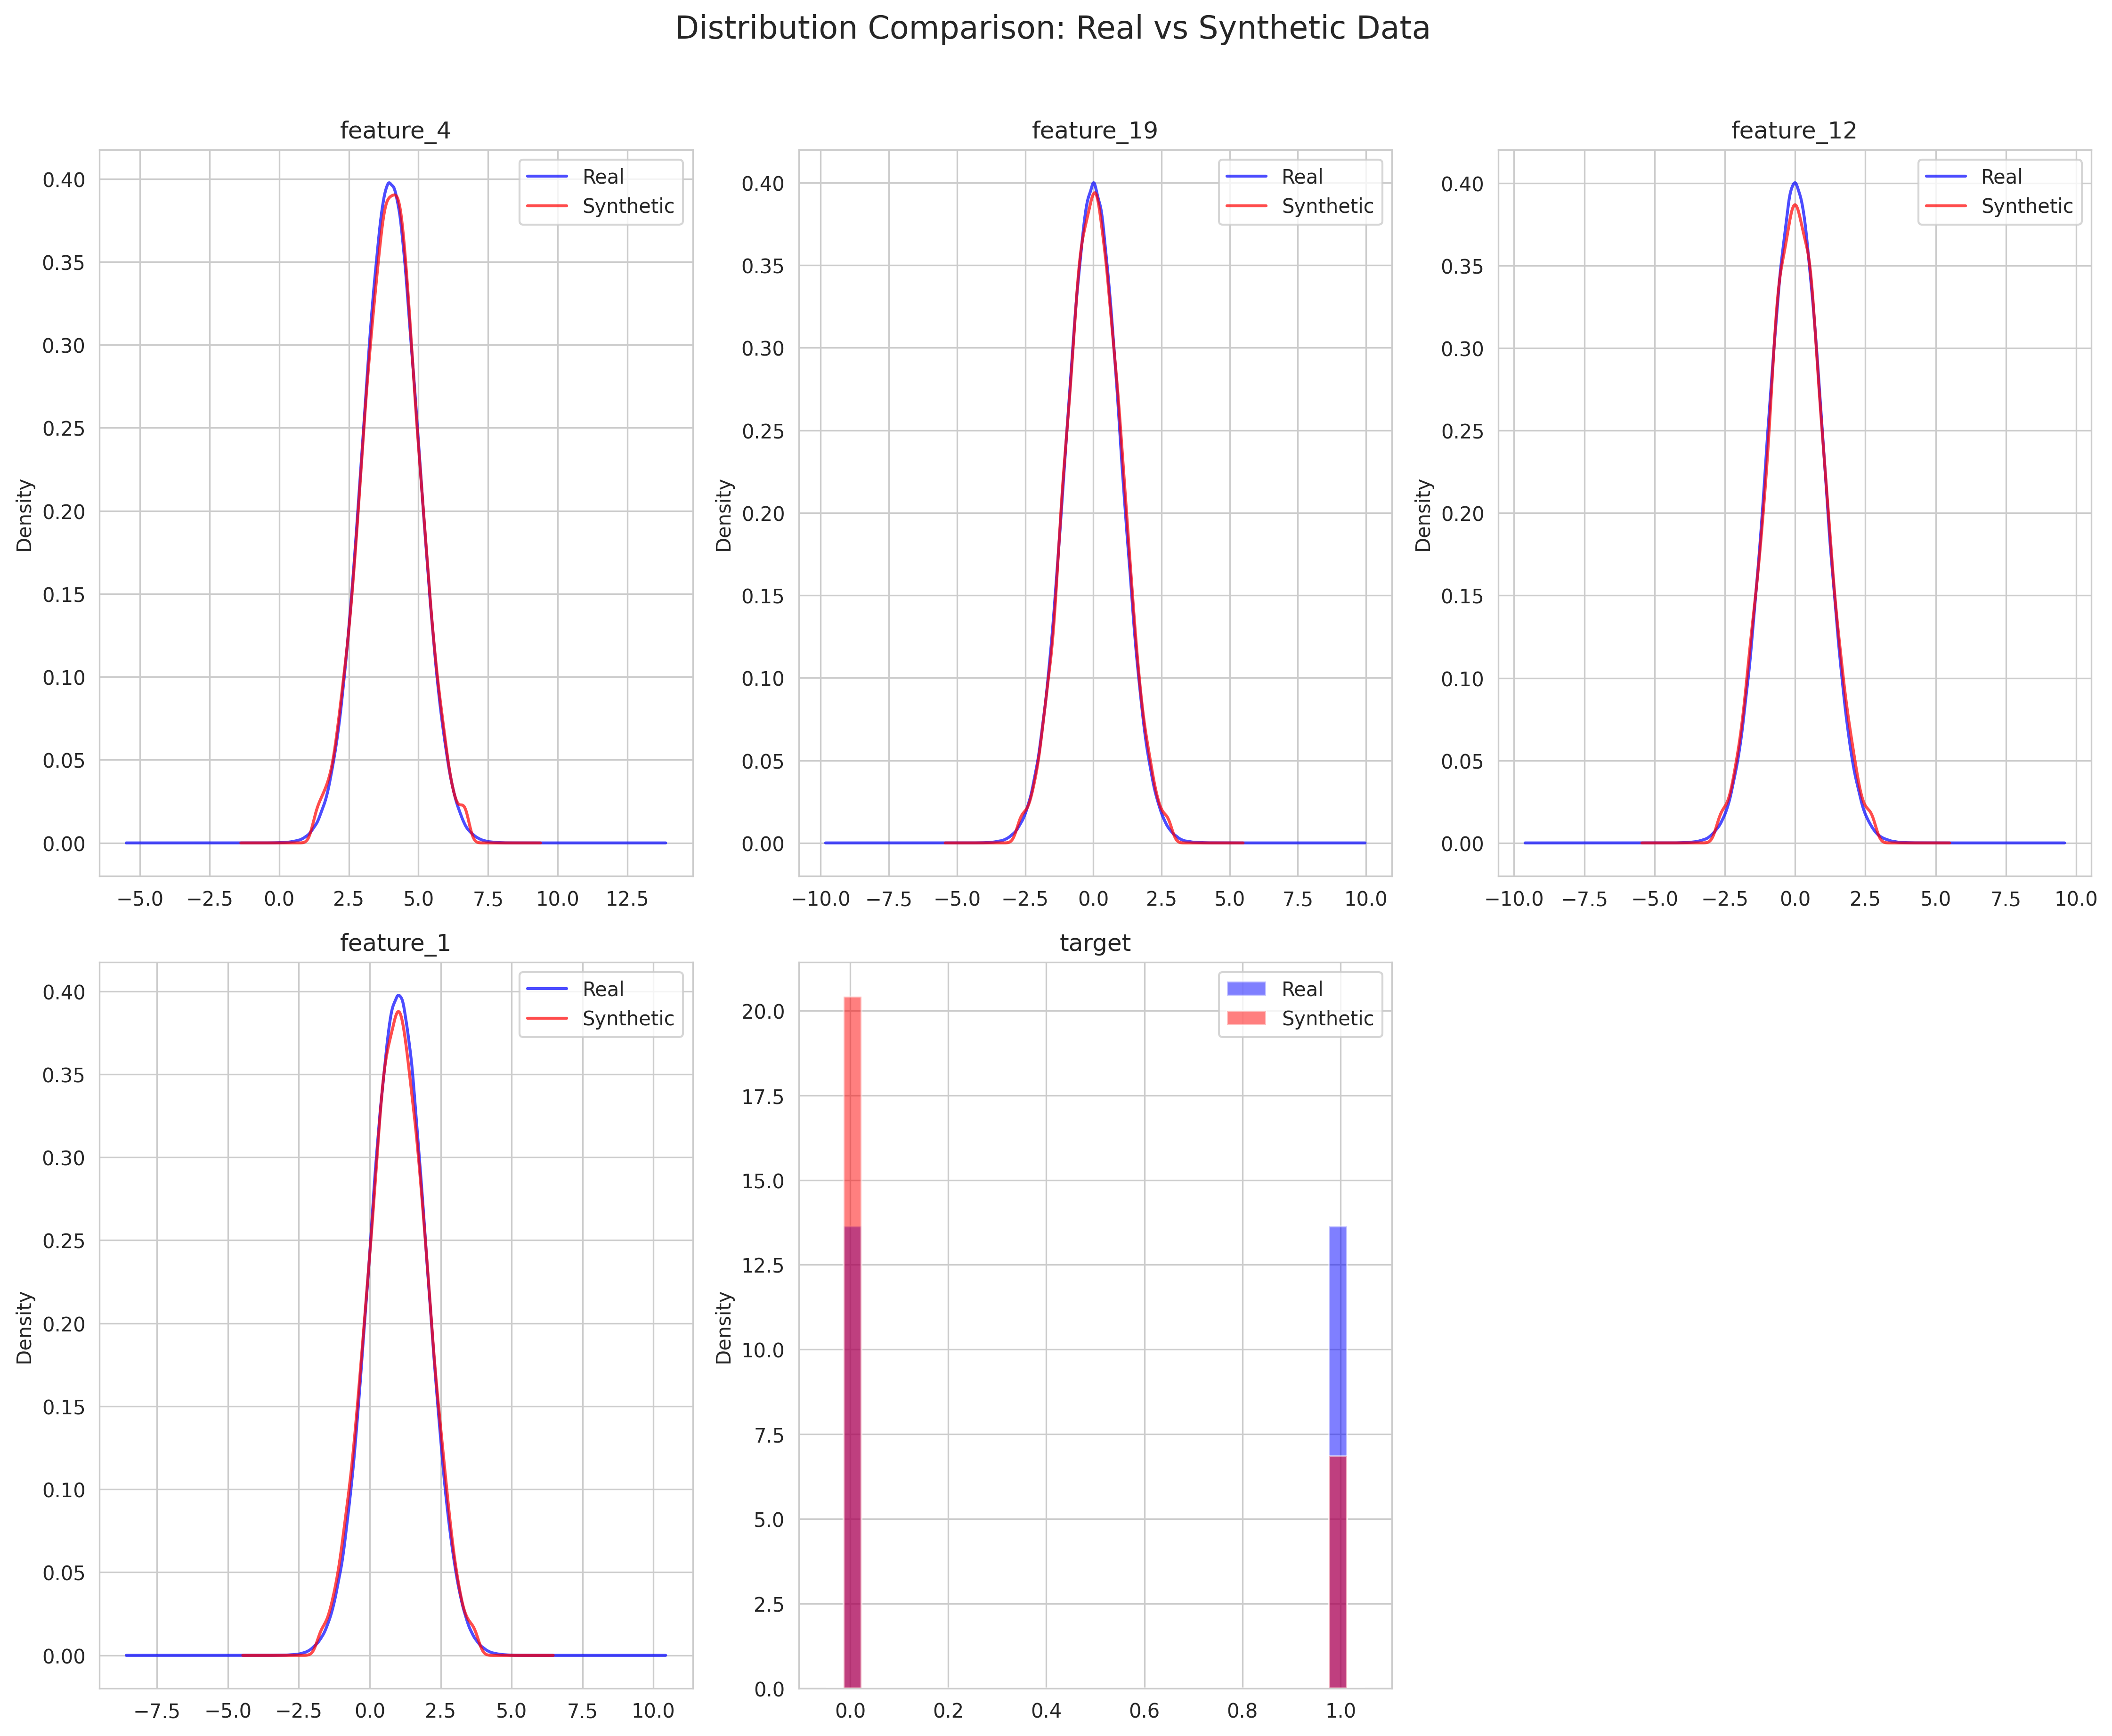 Distribution Comparison: Real vs Synthetic Data
feature_4
Real
Synthetic
Density
0.40
0.35
0.30
0.25
0.20
0.15
0.10
0.05
0.00
−5.0 −2.5 0.0 2.5 5.0 7.5 10.0 12.5
feature_19
Real
Synthetic
Density
0.40
0.35
0.30
0.25
0.20
0.15
0.10
0.05
0.00
−10.0 −7.5 −5.0 −2.5 0.0 2.5 5.0 7.5 10.0
feature_12
Real
Synthetic
Density
0.40
0.35
0.30
0.25
0.20
0.15
0.10
0.05
0.00
−10.0 −7.5 −5.0 −2.5 0.0 2.5 5.0 7.5 10.0
feature_1
Real
Synthetic
Density
0.40
0.35
0.30
0.25
0.20
0.15
0.10
0.05
0.00
−7.5 −5.0 −2.5 0.0 2.5 5.0 7.5 10.0
target
Real
Synthetic
Density
20.0
17.5
15.0
12.5
10.0
7.5
5.0
2.5
0.0
0.0 0.2 0.4 0.6 0.8 1.0